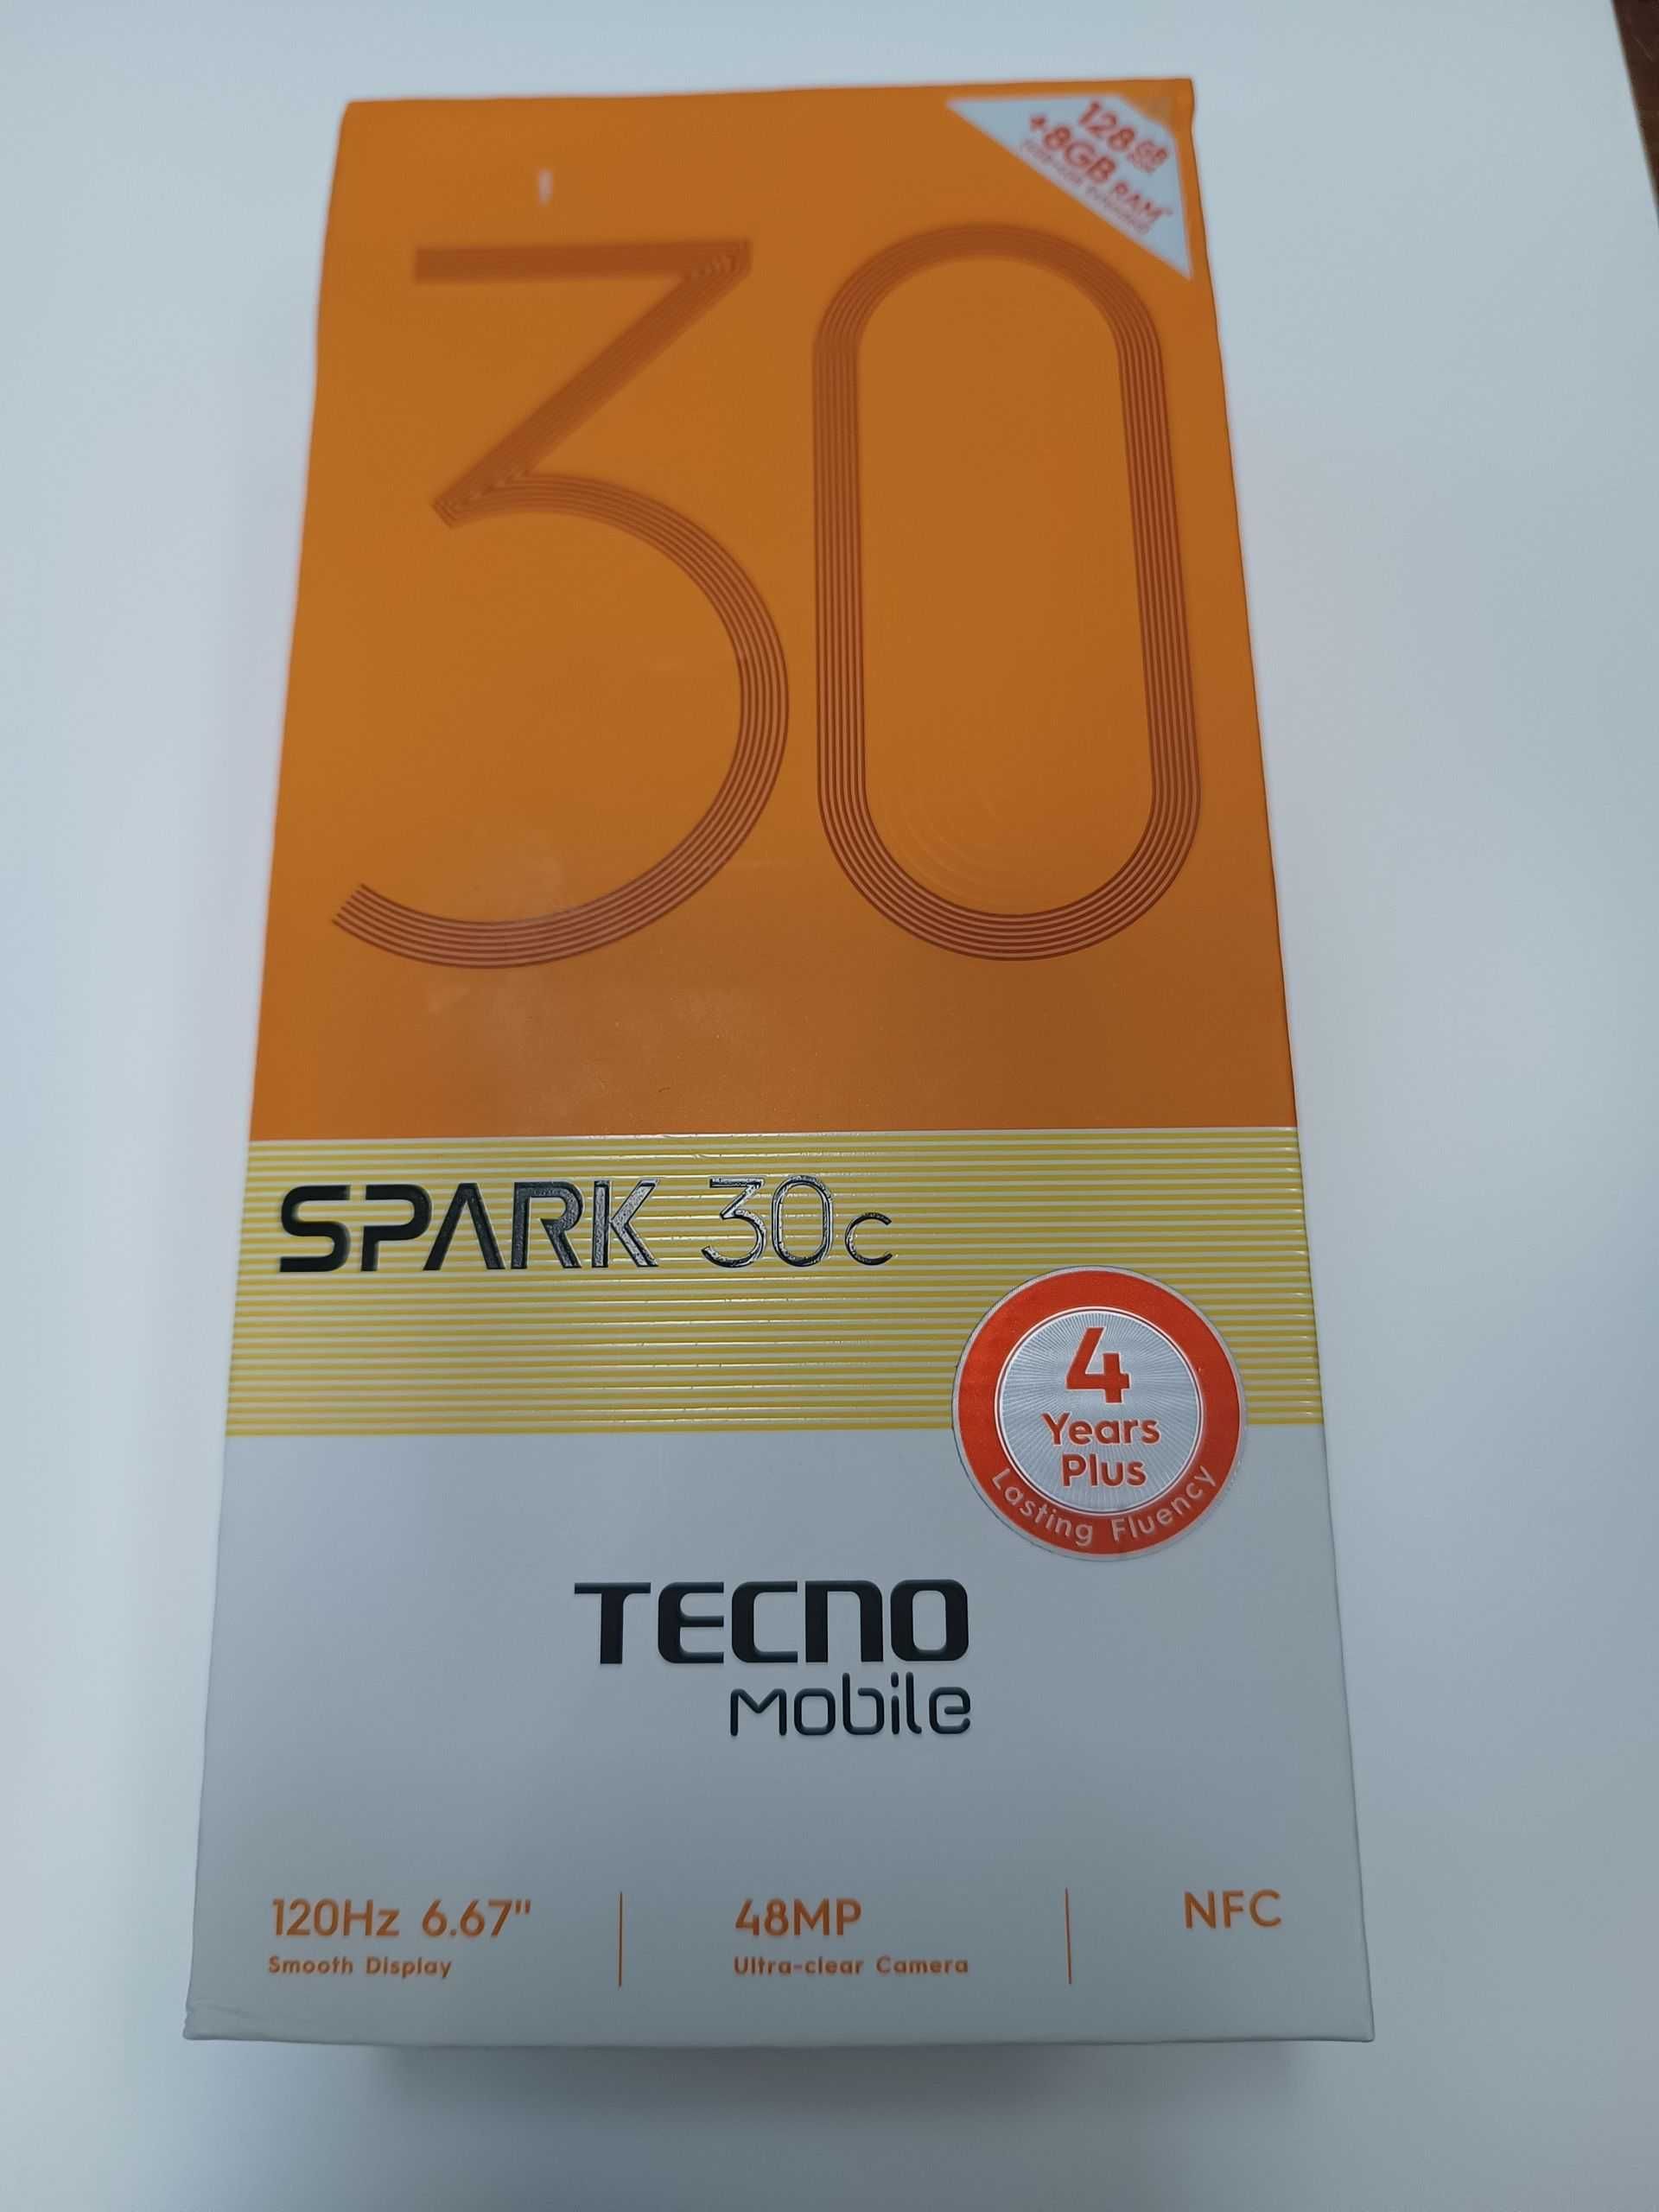 128GB
+8GB RAM*
30
SPARK 30c
4
Years
Plus
Lasting Fluency
TECNO
Mobile
120Hz 6.67"
Smooth Display
48MP
Ultra-clear Camera
NFC